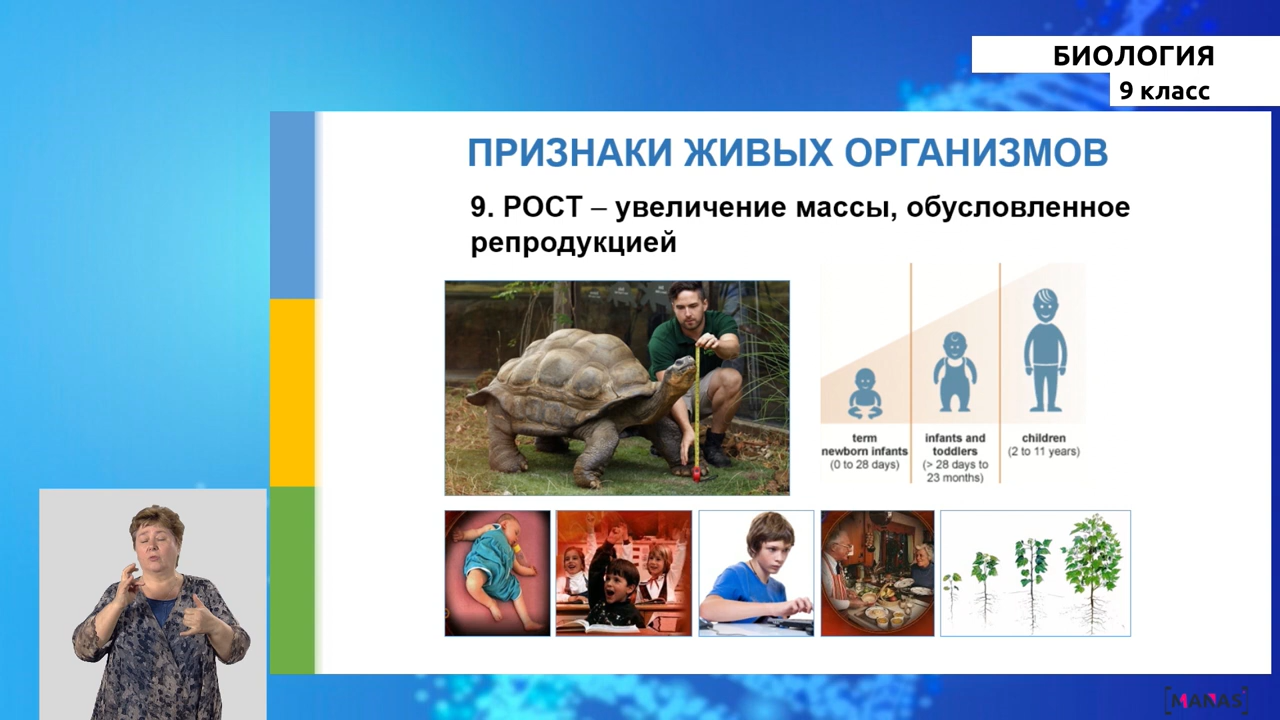 БИОЛОГИЯ
9 класс
ПРИЗНАКИ ЖИВЫХ ОРГАНИЗМОВ
9. РОСТ – увеличение массы, обусловленное
репродукцией
term
newborn infants
(0 to 28 days)
infants and
toddlers
(> 28 days to
23 months)
children
(2 to 11 years)
[MANAS]